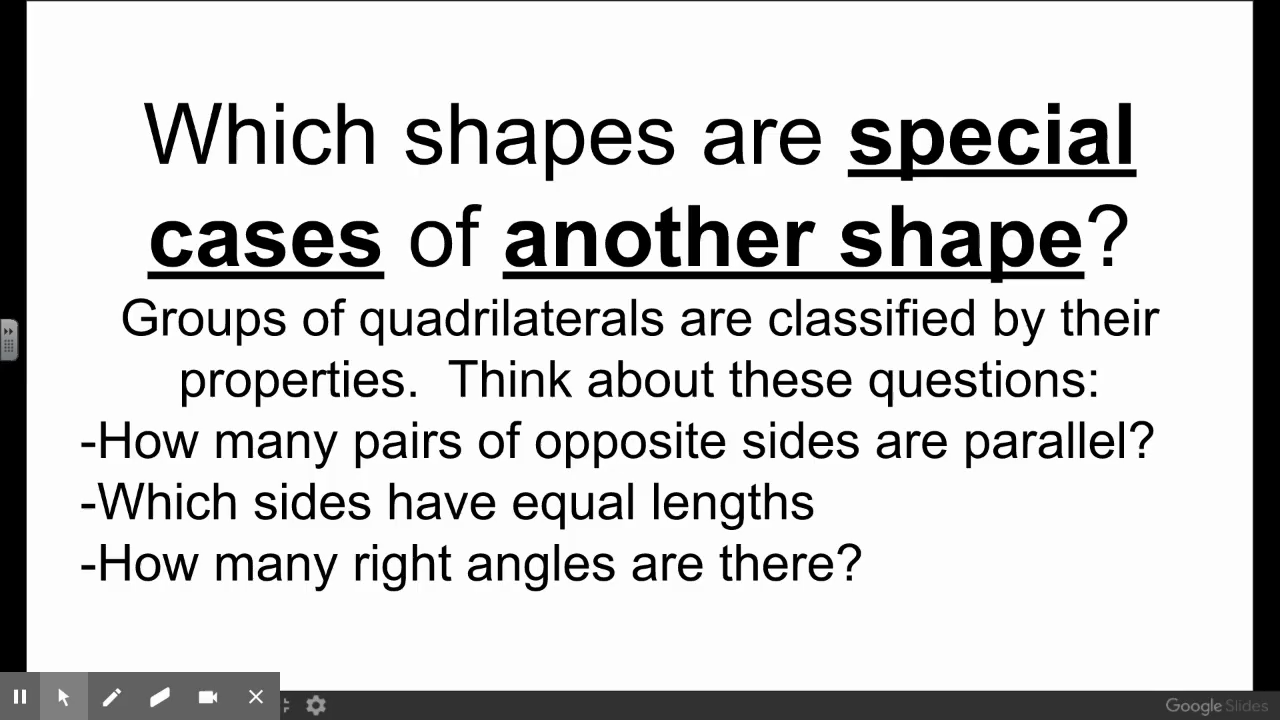 Which shapes are special
cases of another shape?
Groups of quadrilaterals are classified by their
properties.  Think about these questions:
-How many pairs of opposite sides are parallel?
-Which sides have equal lengths
-How many right angles are there?
Google Slides